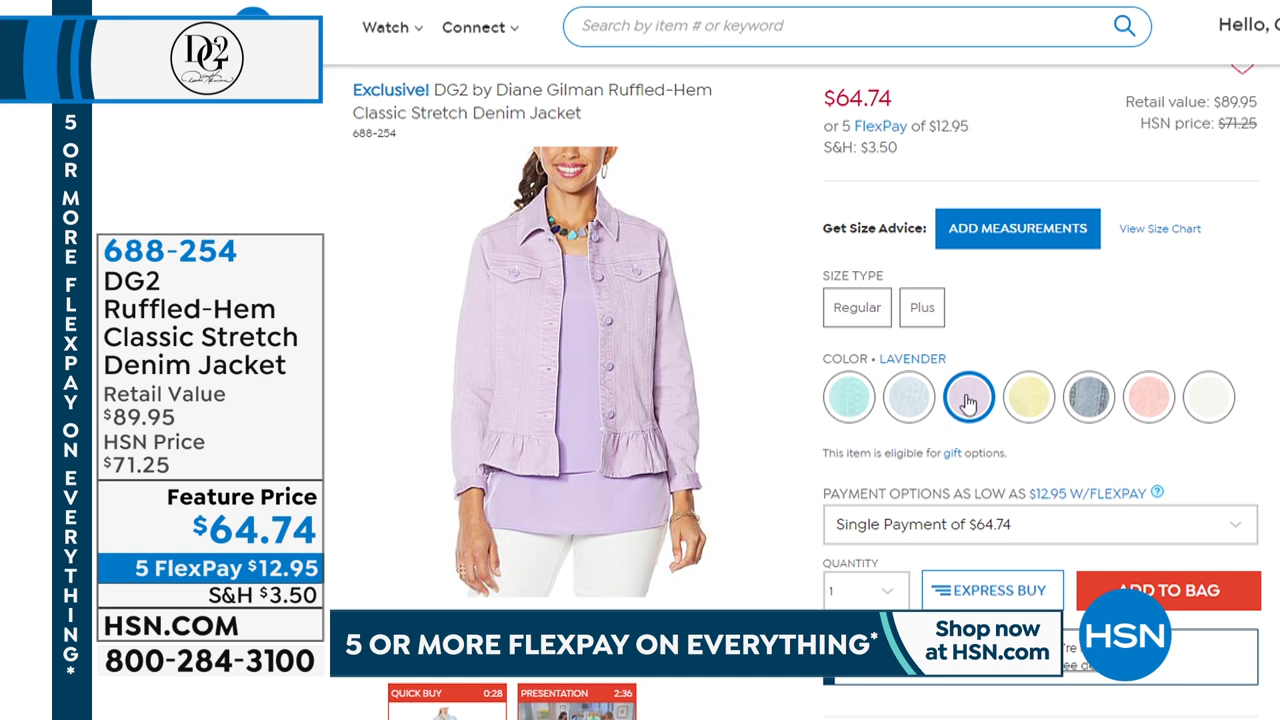 DG2
5 OR MORE FLEXPAY ON EVERYTHING*
688-254
DG2
Ruffled-Hem
Classic Stretch
Denim Jacket
Retail Value
$89.95
HSN Price
$71.25
Feature Price
$64.74
5 FlexPay $12.95
S&H $3.50
HSN.COM
800-284-3100
Watch
Connect
Search by item # or keyword
Hello,
Exclusive! DG2 by Diane Gilman Ruffled-Hem
Classic Stretch Denim Jacket
688-254
$64.74
or 5 FlexPay of $12.95
S&H: $3.50
Retail value: $89.95
HSN price: $71.25
Get Size Advice:
ADD MEASUREMENTS
View Size Chart
SIZE TYPE
Regular
Plus
COLOR • LAVENDER
This item is eligible for gift options.
PAYMENT OPTIONS AS LOW AS $12.95 W/FLEXPAY ?
Single Payment of $64.74
QUANTITY
1
EXPRESS BUY
ADD TO BAG
5 OR MORE FLEXPAY ON EVERYTHING*
Shop now
at HSN.com
HSN
QUICK BUY 0:28
PRESENTATION 2:36